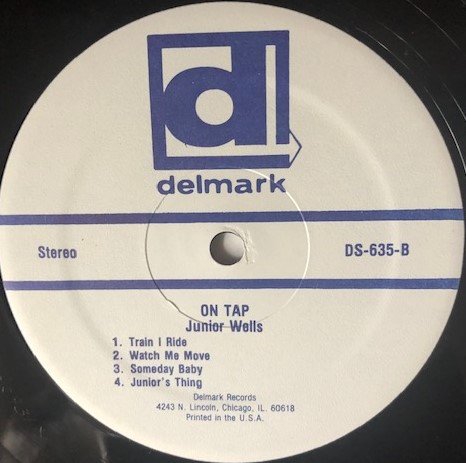 d
delmark
Stereo
DS-635-B
ON TAP
Junior Wells
1. Train I Ride
2. Watch Me Move
3. Someday Baby
4. Junior's Thing
Delmark Records
4243 N. Lincoln, Chicago, IL. 60618
Printed in the U.S.A.